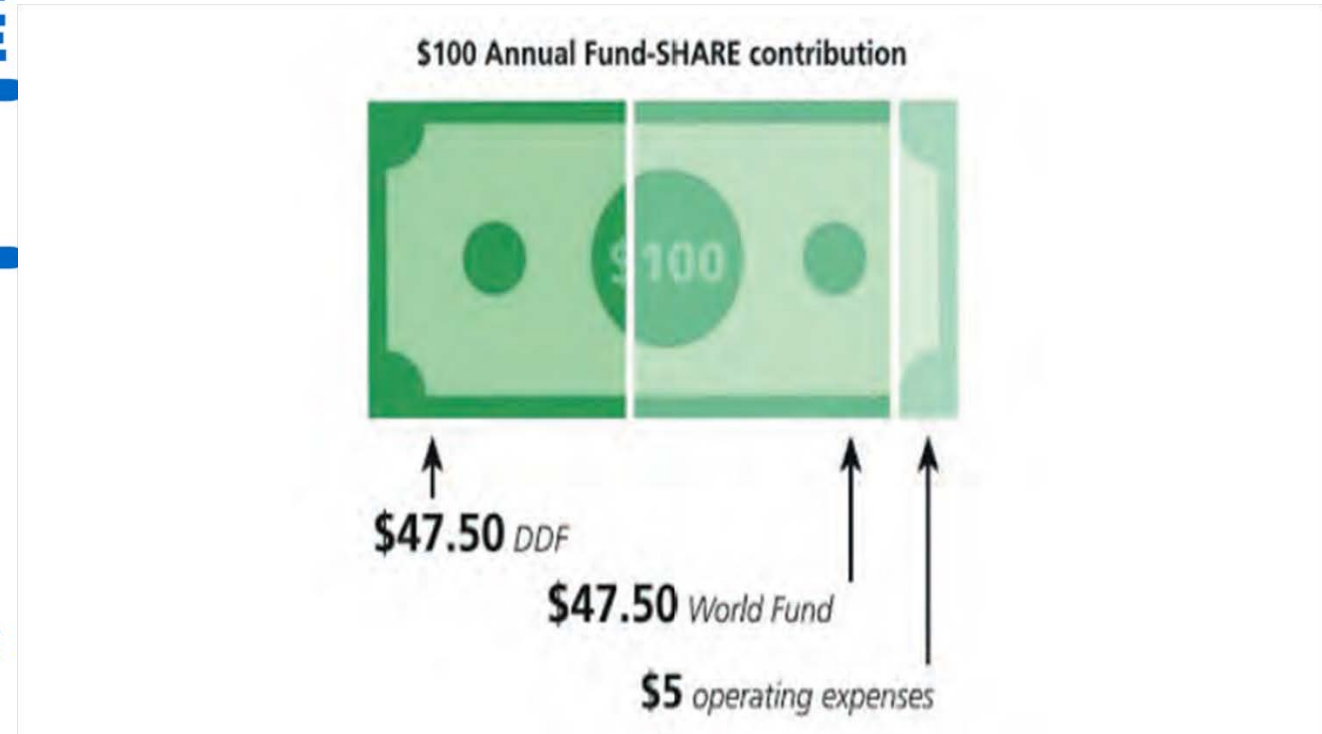 $100 Annual Fund-SHARE contribution
$100
$47.50 DDF
$47.50 World Fund
$5 operating expenses